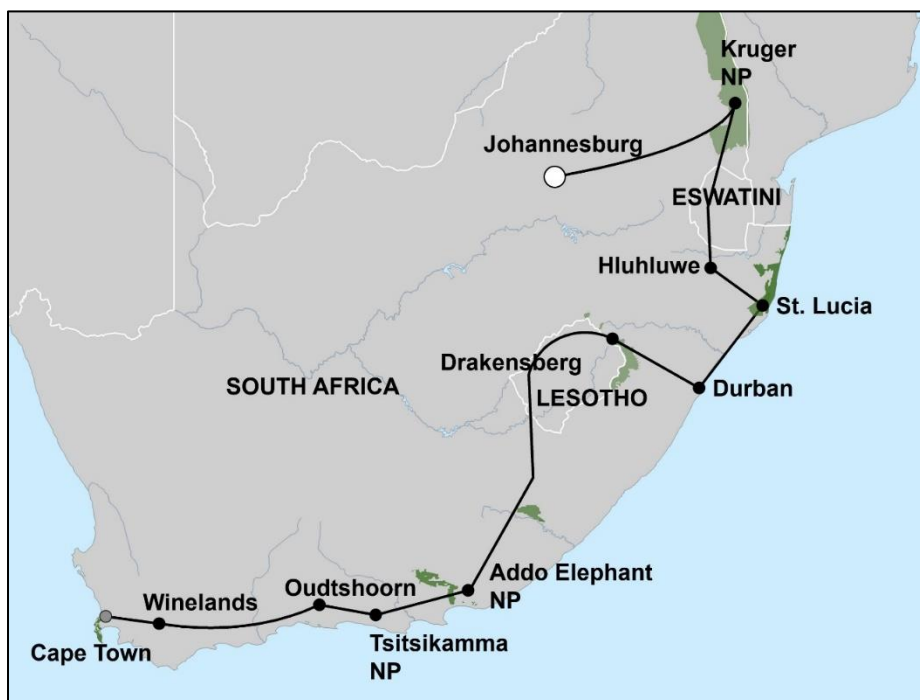 Kruger
NP
Johannesburg
ESWATINI
Hluhluwe
St. Lucia
Drakensberg
SOUTH AFRICA
LESOTHO
Durban
Addo Elephant
NP
Oudtshoorn
Winelands
Tsitsikamma
NP
Cape Town